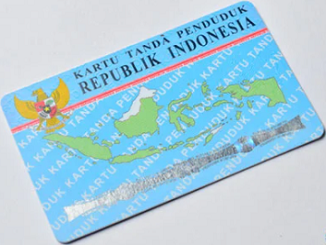 KARTU TANDA PENDUDUK
REPUBLIK INDONESIA